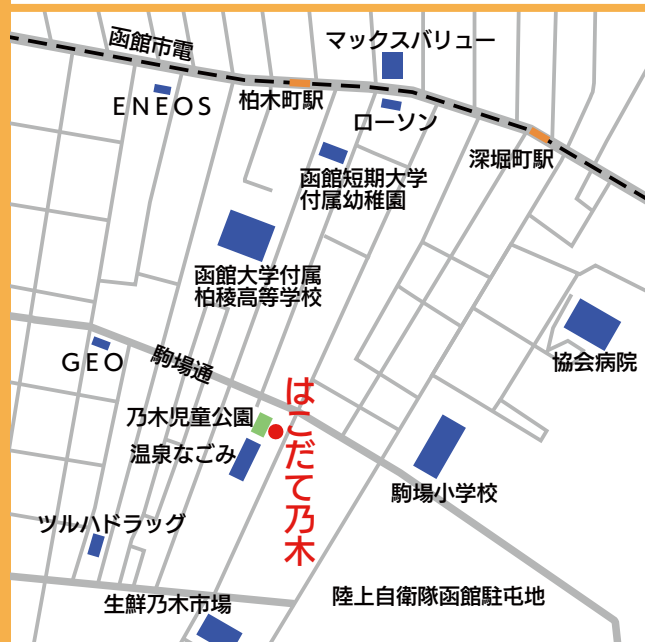 函館市電
マックスバリュー
ENEOS
柏木町駅
ローソン
深堀町駅
函館短期大学
付属幼稚園
函館大学付属
柏稜高等学校
協会病院
GEO
駒場通
はこだて乃木
乃木児童公園
温泉なごみ
駒場小学校
ツルハドラッグ
生鮮乃木市場
陸上自衛隊函館駐屯地